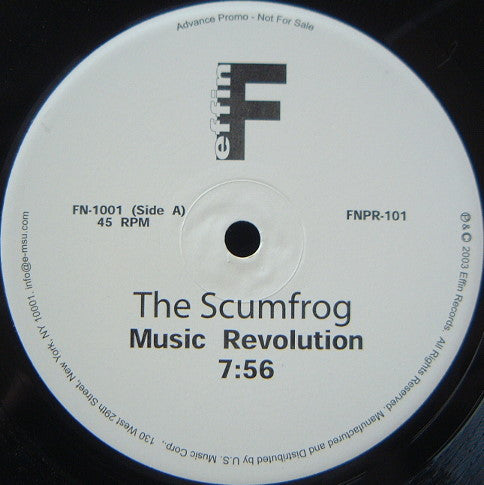 Advance Promo - Not For Sale
effin
F
FN-1001 (Side A)
45 RPM
FNPR-101
The Scumfrog
Music Revolution
7:56
℗ & © 2003 Effin Records. All Rights Reserved. Manufactured and Distributed by U.S. Music Corp., 130 West 29th Street, New York, NY 10001. info@e-msu.com